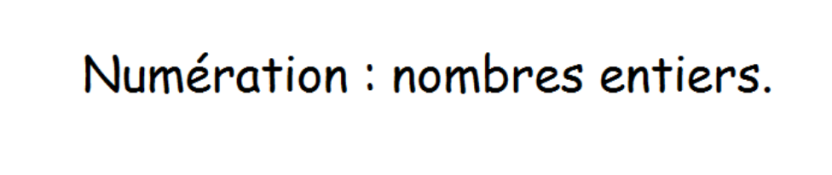 Numération : nombres entiers.